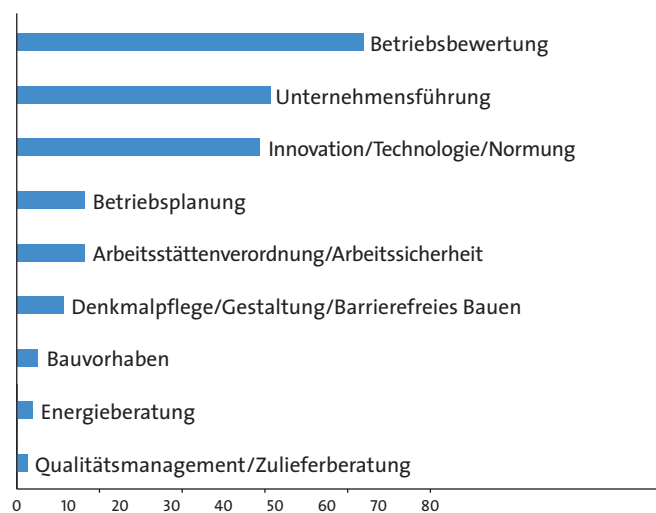 Betriebsbewertung
Unternehmensführung
Innovation/Technologie/Normung
Betriebsplanung
Arbeitsstättenverordnung/Arbeitssicherheit
Denkmalpflege/Gestaltung/Barrierefreies Bauen
Bauvorhaben
Energieberatung
Qualitätsmanagement/Zulieferberatung
0 10 20 30 40 50 60 70 80